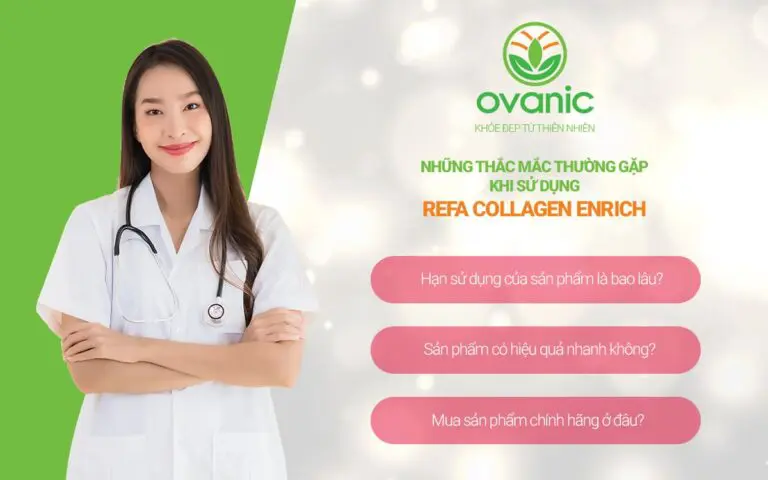 ovanic
KHỎE ĐẸP TỪ THIÊN NHIÊN
NHỮNG THẮC MẮC THƯỜNG GẶP
KHI SỬ DỤNG
REFA COLLAGEN ENRICH
Hạn sử dụng của sản phẩm là bao lâu?
Sản phẩm có hiệu quả nhanh không?
Mua sản phẩm chính hãng ở đâu?